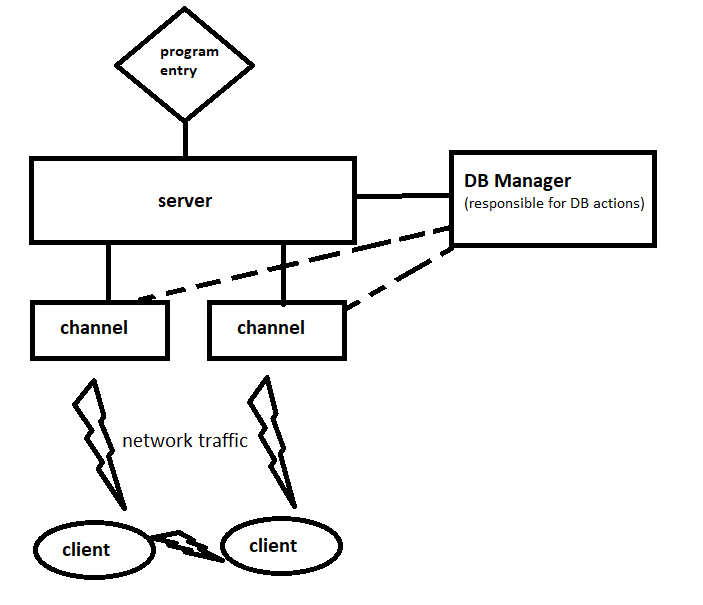 program
entry
server
DB Manager
(responsible for DB actions)
channel
channel
network traffic
client
client